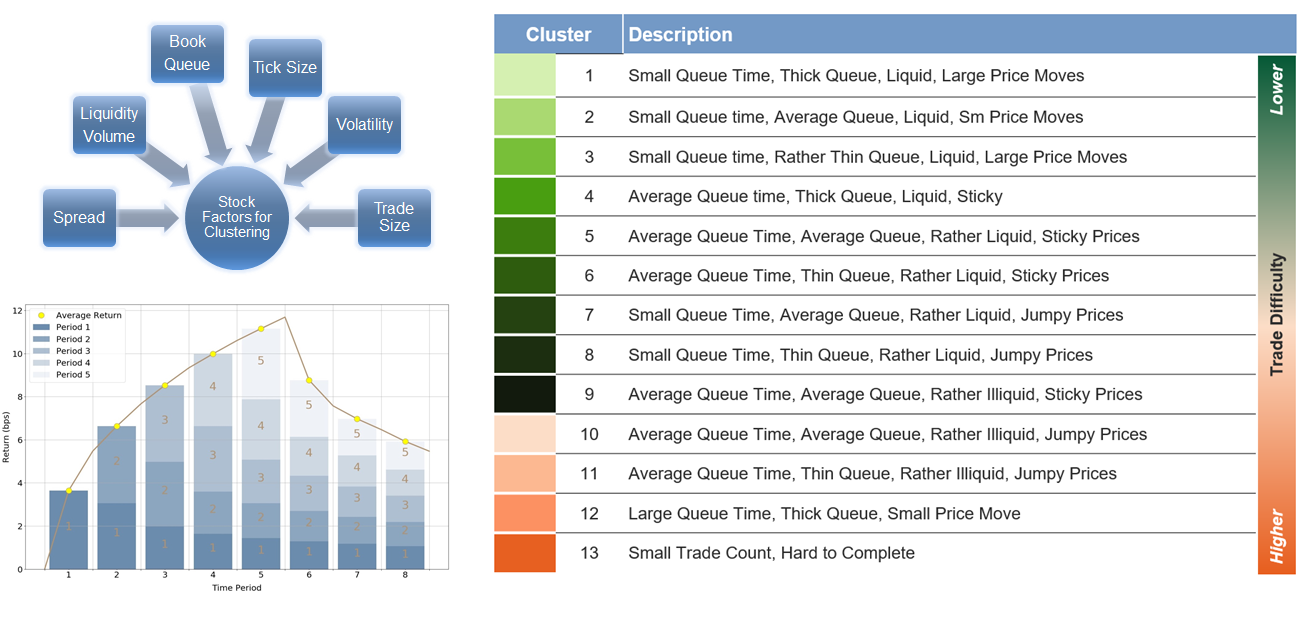 Book
Queue
Tick Size
Liquidity
Volume
Volatility
Spread
Stock
Factors for
Clustering
Trade
Size
12
10
8
6
4
2
0
Return (bps)
Average Return
Period 1
Period 2
Period 3
Period 4
Period 5
1
2
1
3
2
1
4
3
2
1
5
4
3
2
1
5
4
3
2
1
5
4
3
2
1
5
4
3
2
1
1 2 3 4 5 6 7 8
Time Period
Cluster Description
1 Small Queue Time, Thick Queue, Liquid, Large Price Moves
2 Small Queue time, Average Queue, Liquid, Sm Price Moves
3 Small Queue time, Rather Thin Queue, Liquid, Large Price Moves
4 Average Queue time, Thick Queue, Liquid, Sticky
5 Average Queue Time, Average Queue, Rather Liquid, Sticky Prices
6 Average Queue Time, Thin Queue, Rather Liquid, Sticky Prices
7 Small Queue Time, Average Queue, Rather Liquid, Jumpy Prices
8 Small Queue Time, Thin Queue, Rather Liquid, Jumpy Prices
9 Average Queue Time, Average Queue, Rather Illiquid, Sticky Prices
10 Average Queue Time, Average Queue, Rather Illiquid, Jumpy Prices
11 Average Queue Time, Thin Queue, Rather Illiquid, Jumpy Prices
12 Large Queue Time, Thick Queue, Small Price Move
13 Small Trade Count, Hard to Complete
Lower
Trade Difficulty
Higher